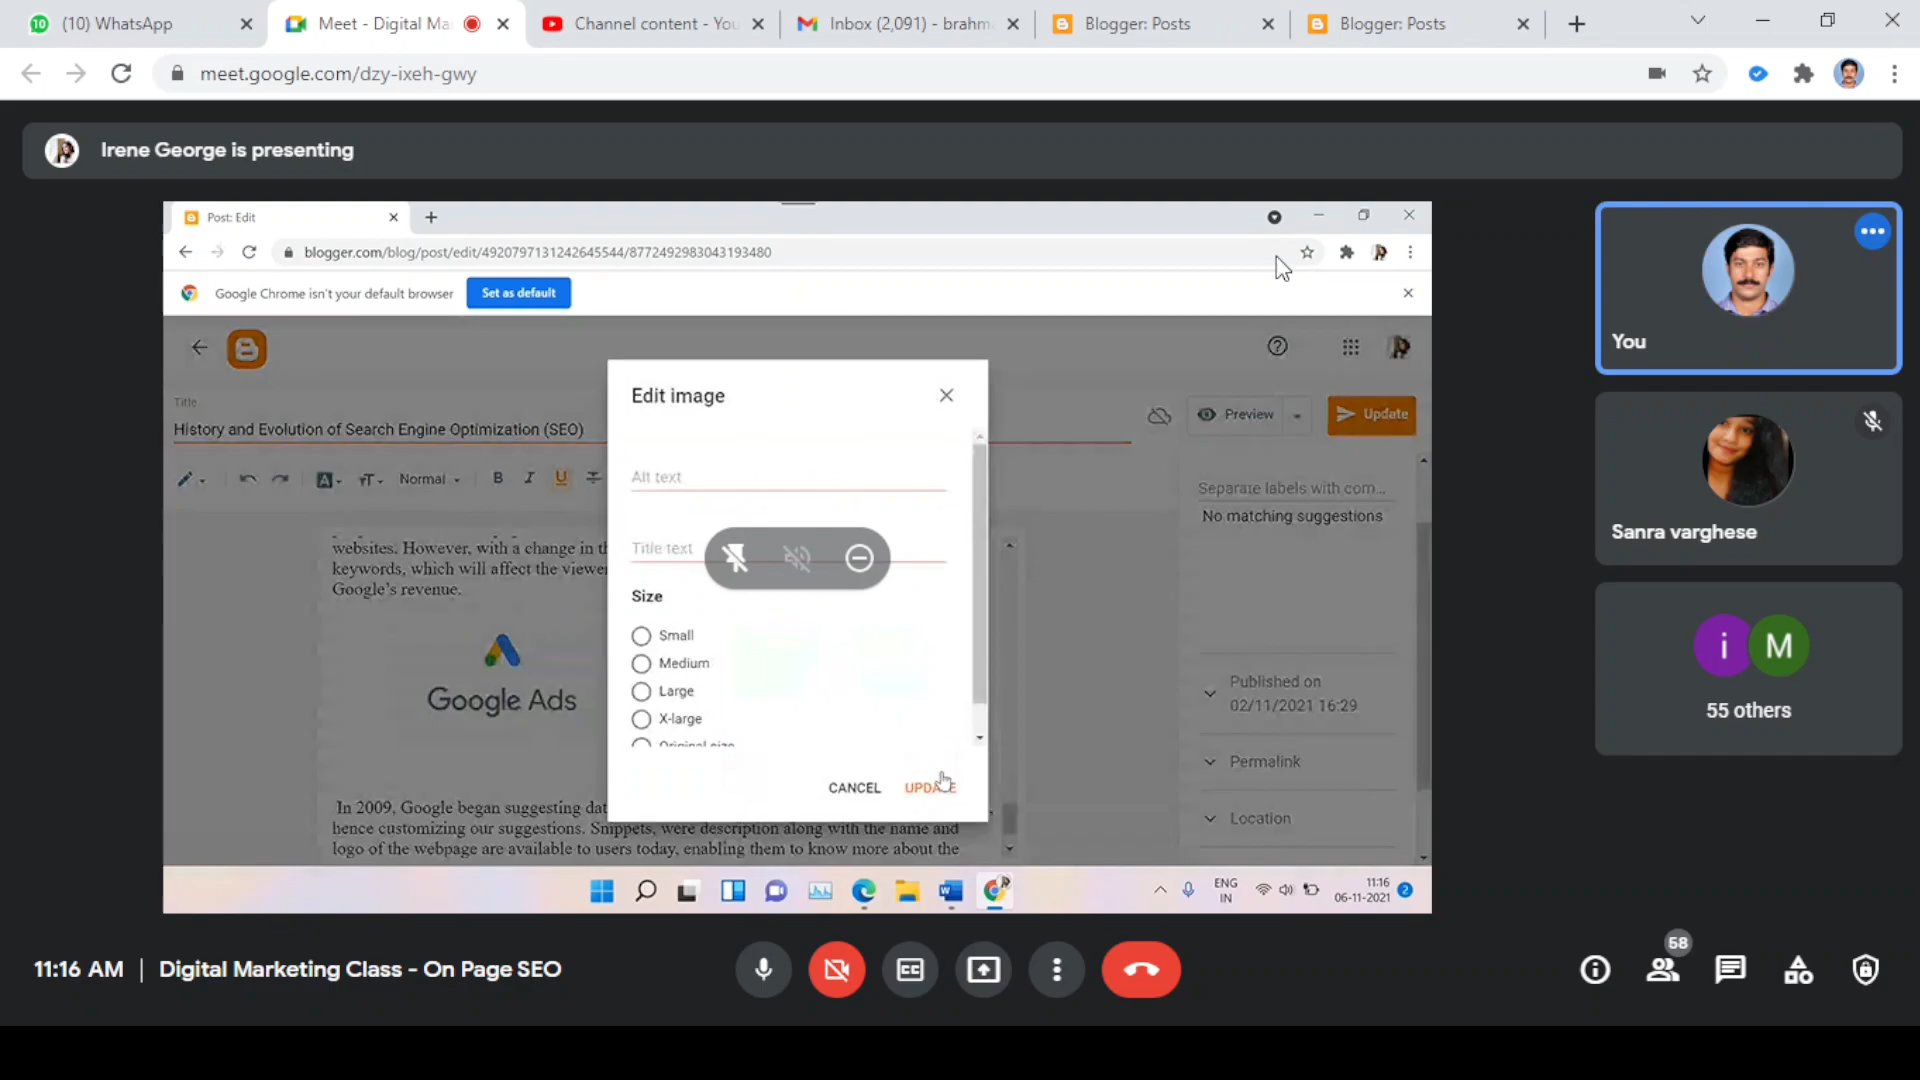 10
(10) WhatsApp
Meet - Digital Ma
Channel content - You
Inbox (2,091) - brahma
Blogger: Posts
Blogger: Posts
meet.google.com/dzy-ixeh-gwy
Irene George is presenting
Post: Edit
blogger.com/blog/post/edit/4920797131242645544/8772492983043193480
Google Chrome isn't your default browser
Set as default
Title
History and Evolution of Search Engine Optimization (SEO)
Preview
Update
Normal
B I U
websites. However, with a change in th
keywords, which will affect the viewer
Google's revenue.
Google Ads
In 2009, Google began suggesting dat
hence customizing our suggestions. Snippets, were description along with the name and
logo of the webpage are available to users today, enabling them to know more about the
Edit image
Alt text
Title text
Size
Small
Medium
Large
X-large
Original size
CANCEL
UPDATE
Separate labels with com...
No matching suggestions
Published on
02/11/2021 16:29
Permalink
Location
ENG
IN
11:16
06-11-2021
2
You
Sanra varghese
i
M
55 others
11:16 AM | Digital Marketing Class - On Page SEO
CC
58